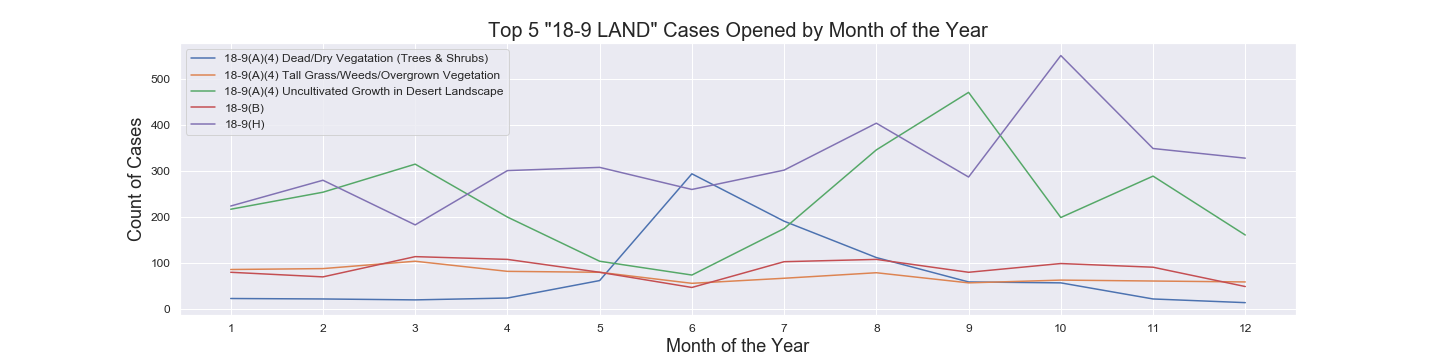 Top 5 "18-9 LAND" Cases Opened by Month of the Year
18-9(A)(4) Dead/Dry Vegatation (Trees & Shrubs)
18-9(A)(4) Tall Grass/Weeds/Overgrown Vegetation
18-9(A)(4) Uncultivated Growth in Desert Landscape
18-9(B)
18-9(H)
Count of Cases
500
400
300
200
100
0
1 2 3 4 5 6 7 8 9 10 11 12
Month of the Year